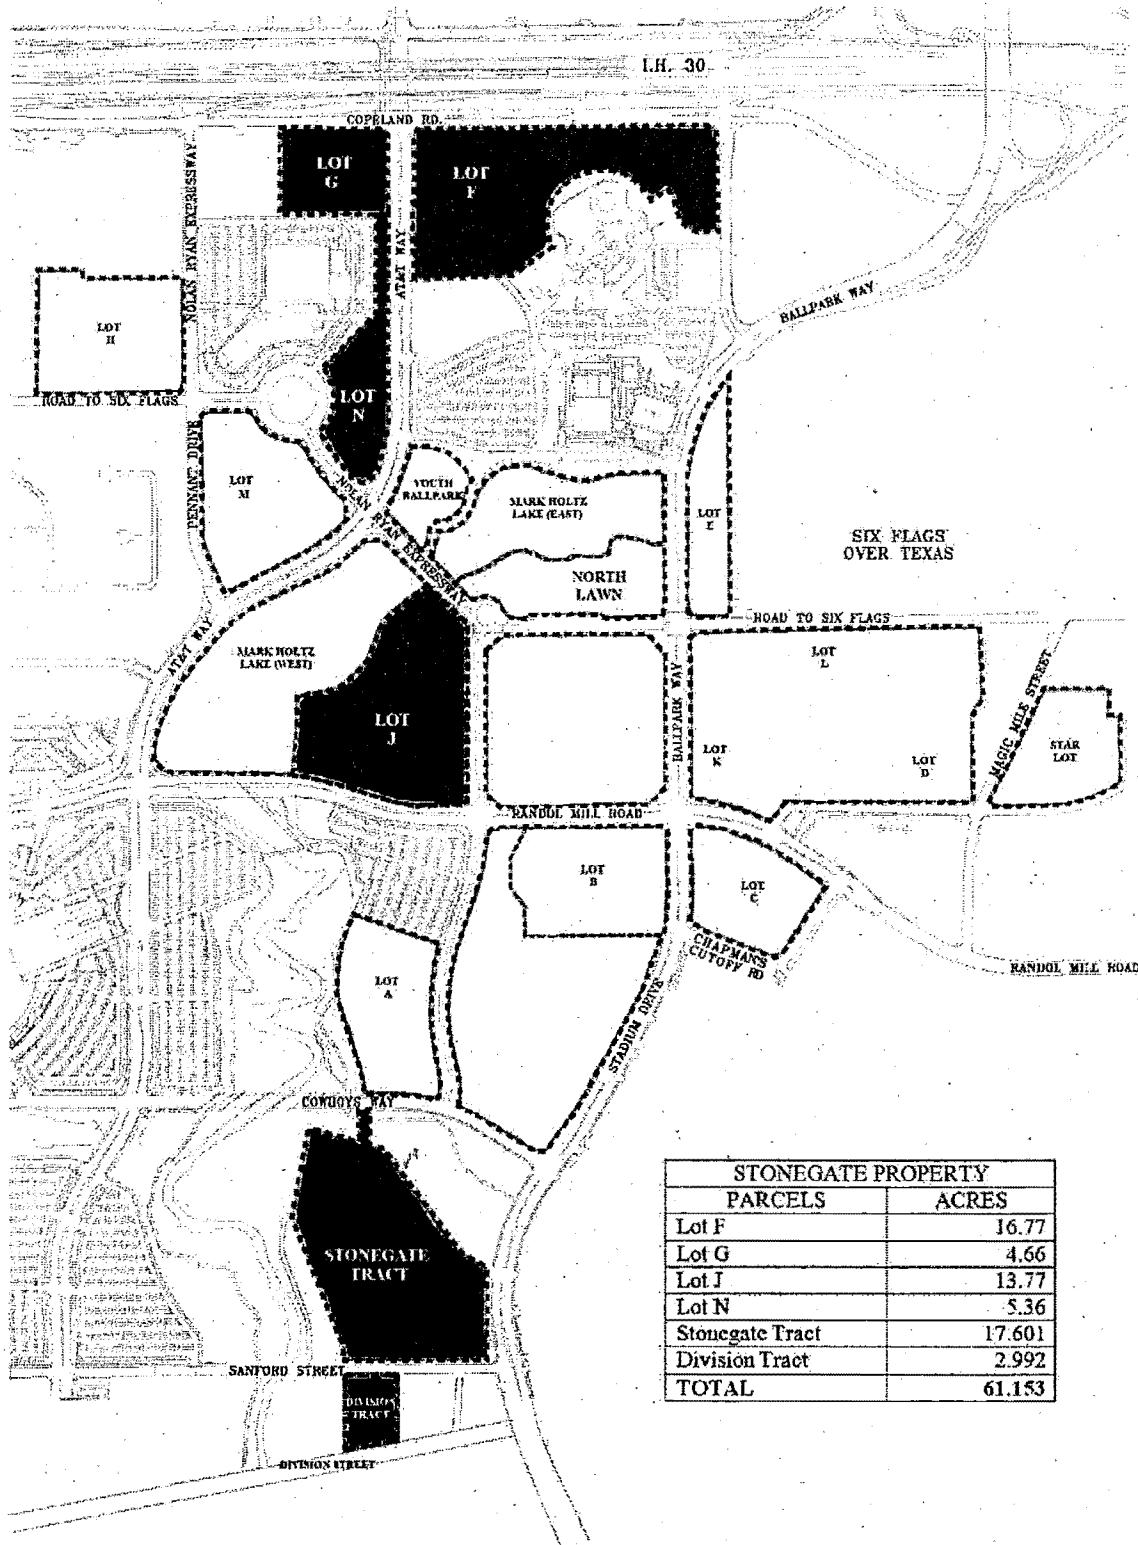 I.H. 30
COPELAND RD.
NOLAN RYAN EXPRESSWAY
LOT
G
LOT
F
AT&T WAY
BALLPARK WAY
LOT
H
ROAD TO SIX FLAGS
LOT
N
PENNANT DRIVE
LOT
M
YOUTH
BALLPARK
MARK HOLTZ
LAKE (EAST)
NOLAN RYAN EXPRESSWAY
LOT
E
SIX FLAGS
OVER TEXAS
NORTH
LAWN
ROAD TO SIX FLAGS
AT&T WAY
MARK HOLTZ
LAKE (WEST)
LOT
J
BALLPARK WAY
LOT
L
LOT
K
LOT
D
MAGIC MILE STREET
STAR
LOT
RANDOL MILL ROAD
LOT
B
LOT
C
CHAPMAN'S
CUTOFF RD
RANDOL MILL ROAD
LOT
A
STADIUM DRIVE
COWBOYS WAY
STONEGATE
TRACT
SANFORD STREET
DIVISION
TRACT
DIVISION STREET
STONEGATE PROPERTY
PARCELS ACRES
Lot F 16.77
Lot G 4.66
Lot J 13.77
Lot N 5.36
Stonegate Tract 17.601
Division Tract 2.992
TOTAL 61.153